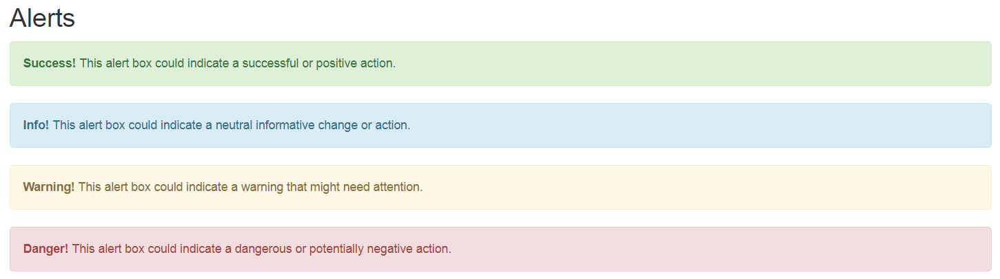 Alerts
Success! This alert box could indicate a successful or positive action.
Info! This alert box could indicate a neutral informative change or action.
Warning! This alert box could indicate a warning that might need attention.
Danger! This alert box could indicate a dangerous or potentially negative action.